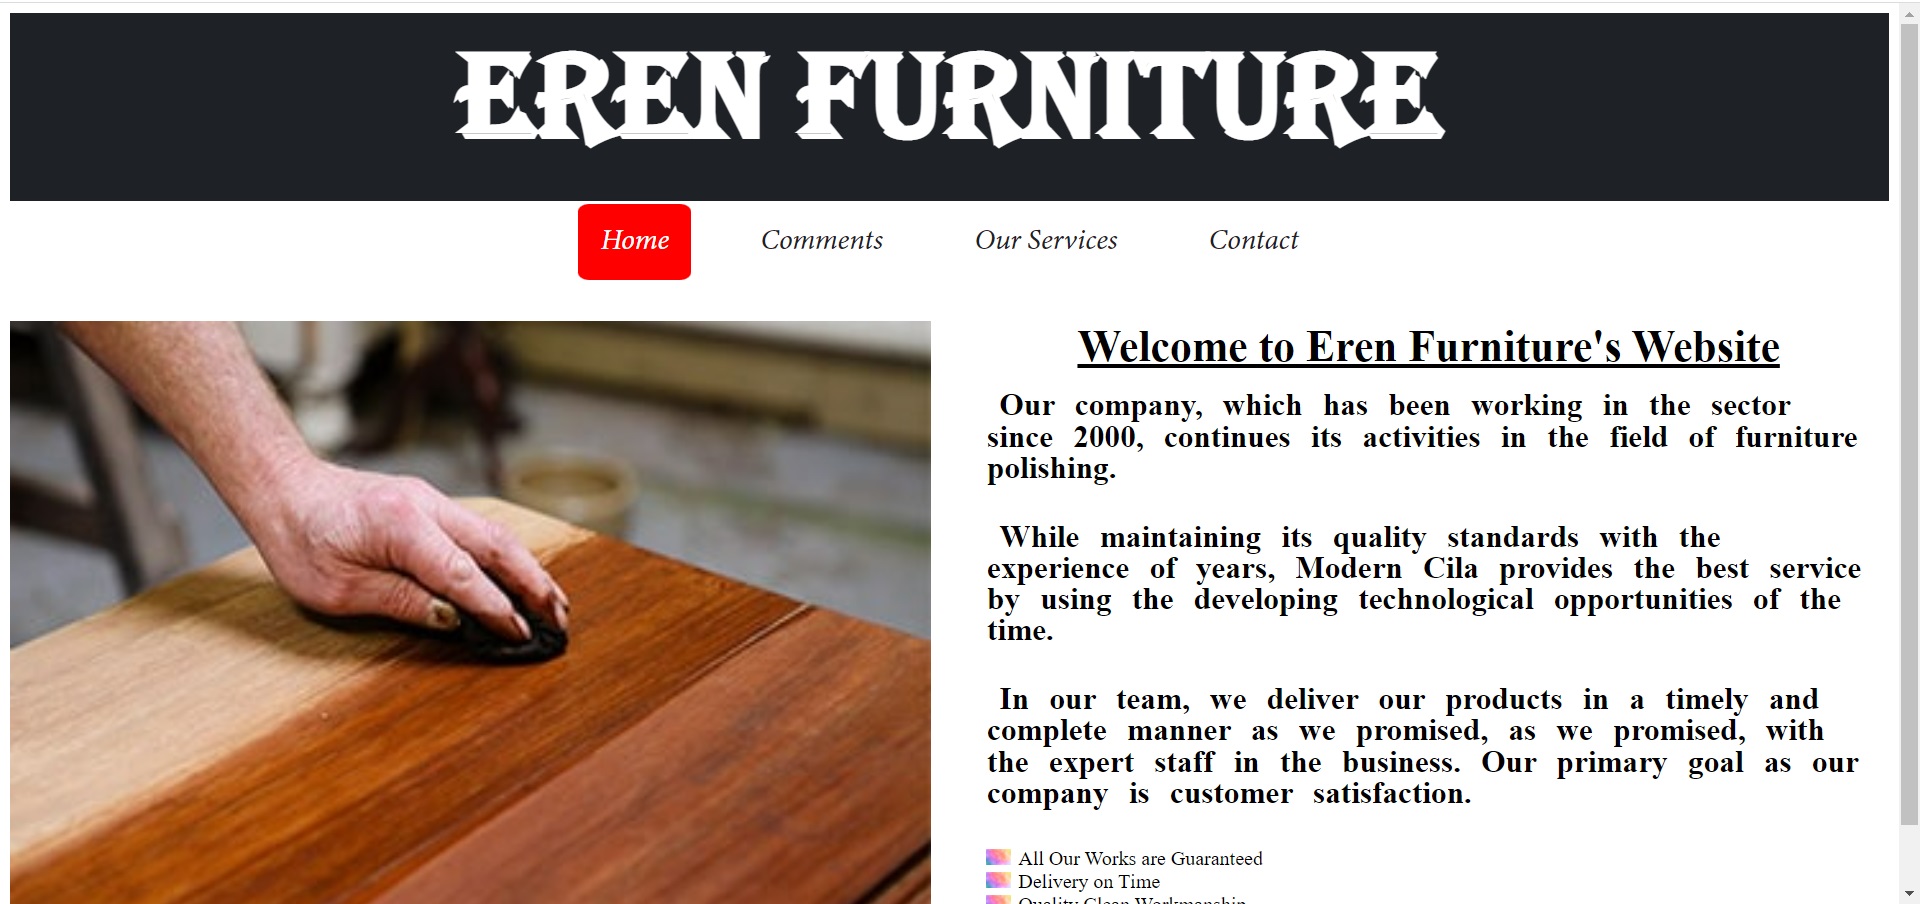 EREN FURNITURE
Home Comments Our Services Contact
Welcome to Eren Furniture's Website
Our company, which has been working in the sector
since 2000, continues its activities in the field of furniture
polishing.
While maintaining its quality standards with the
experience of years, Modern Cila provides the best service
by using the developing technological opportunities of the
time.
In our team, we deliver our products in a timely and
complete manner as we promised, as we promised, with
the expert staff in the business. Our primary goal as our
company is customer satisfaction.
All Our Works are Guaranteed
Delivery on Time
Quality Clean Workmanship